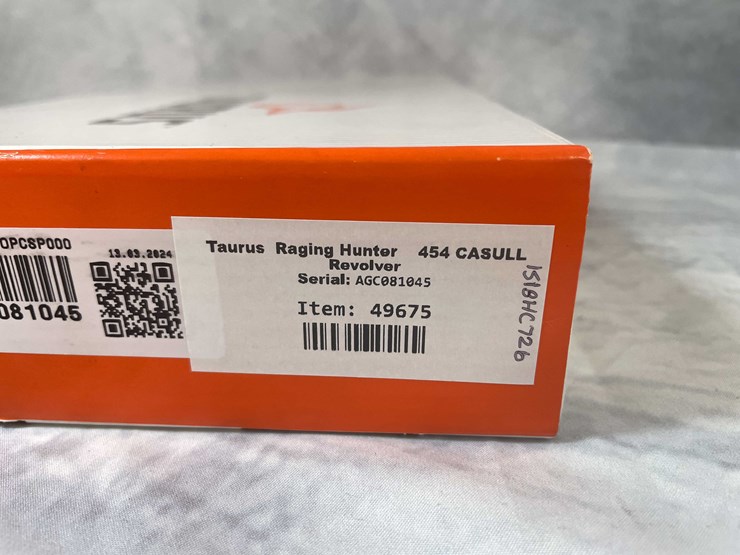 OPCSP000
13.03.2024
081045
Taurus Raging Hunter 454 CASULL
Revolver
Serial: AGC081045
Item: 49675
1518HC726